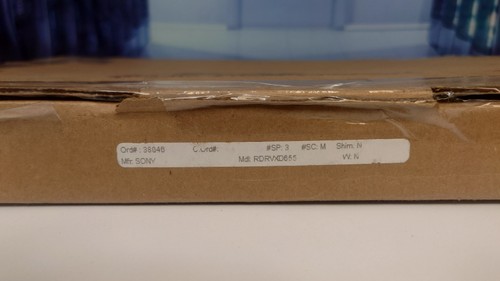 Ord#: 38646 C.Ord#: #SP: 3 #SC: M Shim: N
Mfr: SONY Mdl: RDRVXD655 W: N